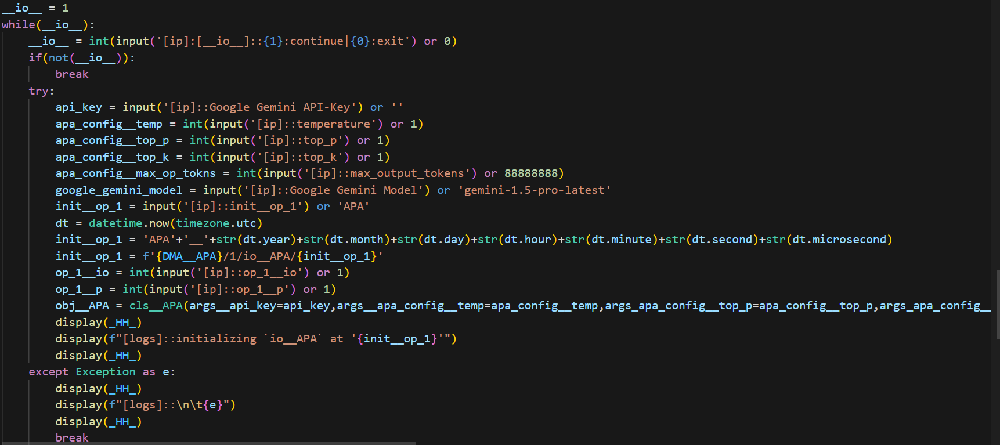 __io__ = 1
while(__io__):
    __io__ = int(input('[ip]:[__io__]::{1}:continue|{0}:exit') or 0)
    if(not(__io__)):
        break
    try:
        api_key = input('[ip]::Google Gemini API-Key') or ''
        apa_config__temp = int(input('[ip]::temperature') or 1)
        apa_config__top_p = int(input('[ip]::top_p') or 1)
        apa_config__top_k = int(input('[ip]::top_k') or 1)
        apa_config__max_op_tokns = int(input('[ip]::max_output_tokens') or 88888888)
        google_gemini_model = input('[ip]::Google Gemini Model') or 'gemini-1.5-pro-latest'
        init__op_1 = input('[ip]::init__op_1') or 'APA'
        dt = datetime.now(timezone.utc)
        init__op_1 = 'APA'+'__'+str(dt.year)+str(dt.month)+str(dt.day)+str(dt.hour)+str(dt.minute)+str(dt.second)+str(dt.microsecond)
        init__op_1 = f'{DMA__APA}/1/io__APA/{init__op_1}'
        op_1__io = int(input('[ip]::op_1__io') or 1)
        op_1__p = int(input('[ip]::op_1__p') or 1)
        obj__APA = cls__APA(args__api_key=api_key,args__apa_config__temp=apa_config__temp,args_apa_config__top_p=apa_config__top_p,args_apa_config__
        display(_HH_)
        display(f"[logs]::initializing `io__APA` at '{init__op_1}'")
        display(_HH_)
    except Exception as e:
        display(_HH_)
        display(f"[logs]::\n\t{e}")
        display(_HH_)
        break